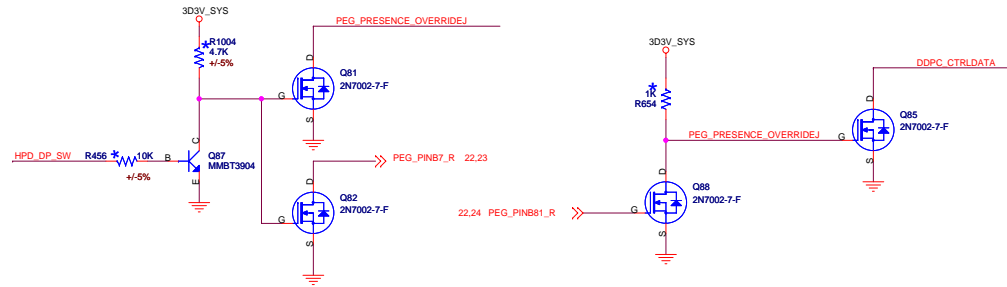 3D3V_SYS
PEG_PRESENCE_OVERRIDEJ
* R1004
4.7K
+/-5%
D
Q81
2N7002-7-F
G
S
HPD_DP_SW
R456 * 10K
+/-5%
B
C
Q87
MMBT3904
E
PEG_PINB7_R 22,23
D
Q82
2N7002-7-F
G
S
3D3V_SYS
* 1K
R654
PEG_PRESENCE_OVERRIDEJ
DDPC_CTRLDATA
D
Q85
2N7002-7-F
G
S
D
Q88
2N7002-7-F
22,24 PEG_PINB81_R
G
S